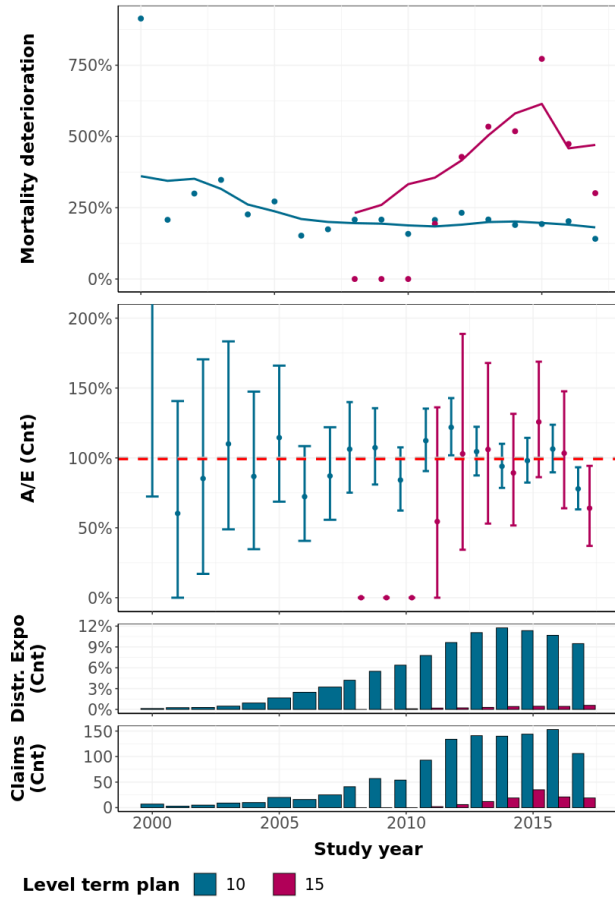 Mortality deterioration
750%
500%
250%
0%
A/E (Cnt)
200%
150%
100%
50%
0%
Distr. Expo
(Cnt)
12%
9%
6%
3%
0%
Claims
(Cnt)
150
100
50
0
2000 2005 2010 2015
Study year
Level term plan 10 15